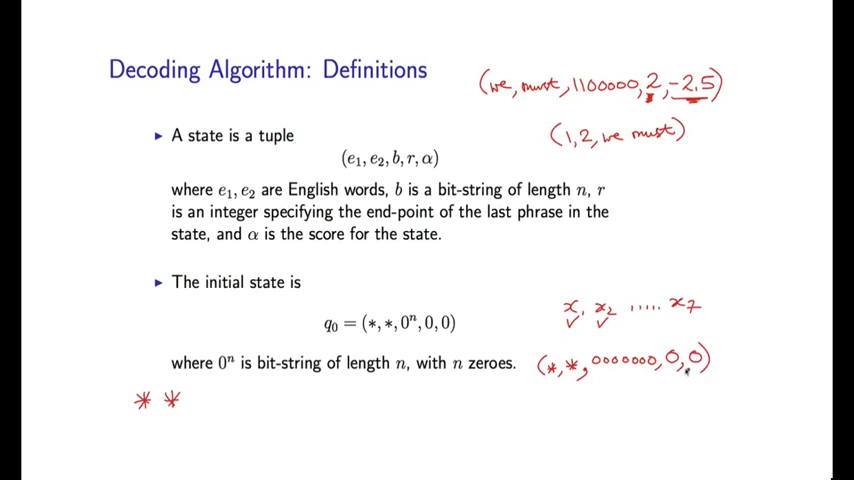 Decoding Algorithm: Definitions
(we, must, 1100000, 2, -2.5)
(1, 2, we must)
▸ A state is a tuple
(e₁, e₂, b, r, α)
where e₁, e₂ are English words, b is a bit-string of length n, r
is an integer specifying the end-point of the last phrase in the
state, and α is the score for the state.
▸ The initial state is
x₁ x₂ ..... x₇
q₀ = (*, *, 0ⁿ, 0, 0)
where 0ⁿ is bit-string of length n, with n zeroes.
(*, *, 0000000, 0, 0)
* *